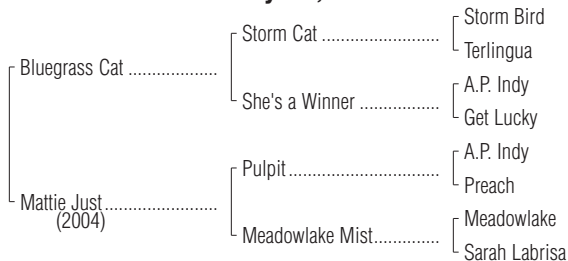 Storm Bird
Storm Cat ........................
Terlingua
Bluegrass Cat ..................
A.P. Indy
She's a Winner ................
Get Lucky
A.P. Indy
Pulpit..............................
Preach
Mattie Just.......................
(2004)
Meadowlake
Meadowlake Mist.............
Sarah Labrisa